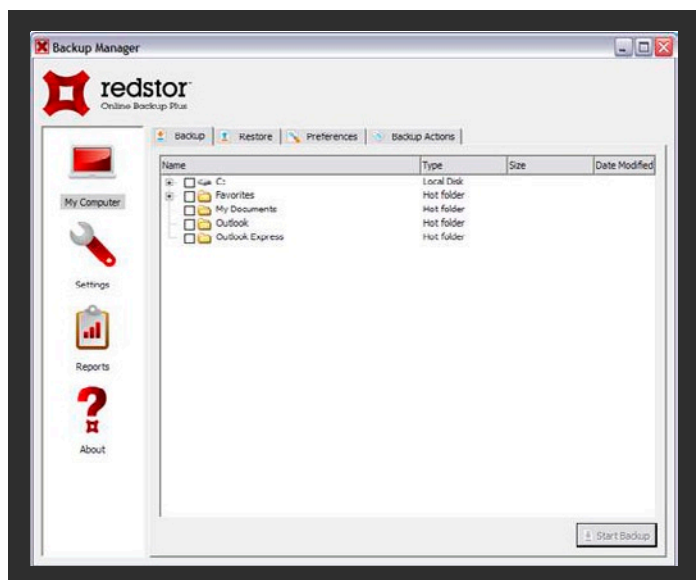 Backup Manager
redstor
Online Backup Plus
Backup Restore Preferences Backup Actions
Name Type Size Date Modified
C: Local Disk
Favorites Hot folder
My Documents Hot folder
Outlook Hot folder
Outlook Express Hot folder
My Computer
Settings
Reports
About
Start Backup